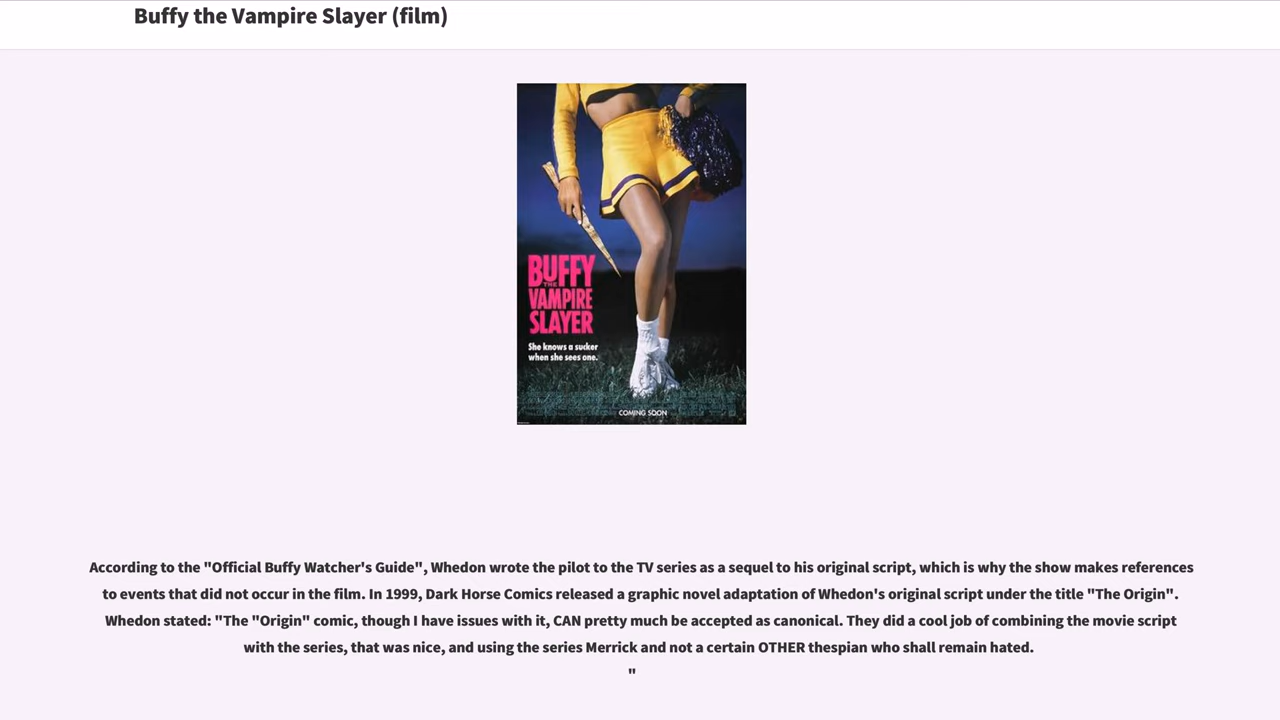 Buffy the Vampire Slayer (film)
BUFFY
THE
VAMPIRE
SLAYER
She knows a sucker
when she sees one.
COMING SOON
According to the "Official Buffy Watcher's Guide", Whedon wrote the pilot to the TV series as a sequel to his original script, which is why the show makes references
to events that did not occur in the film. In 1999, Dark Horse Comics released a graphic novel adaptation of Whedon's original script under the title "The Origin".
Whedon stated: "The "Origin" comic, though I have issues with it, CAN pretty much be accepted as canonical. They did a cool job of combining the movie script
with the series, that was nice, and using the series Merrick and not a certain OTHER thespian who shall remain hated.
"